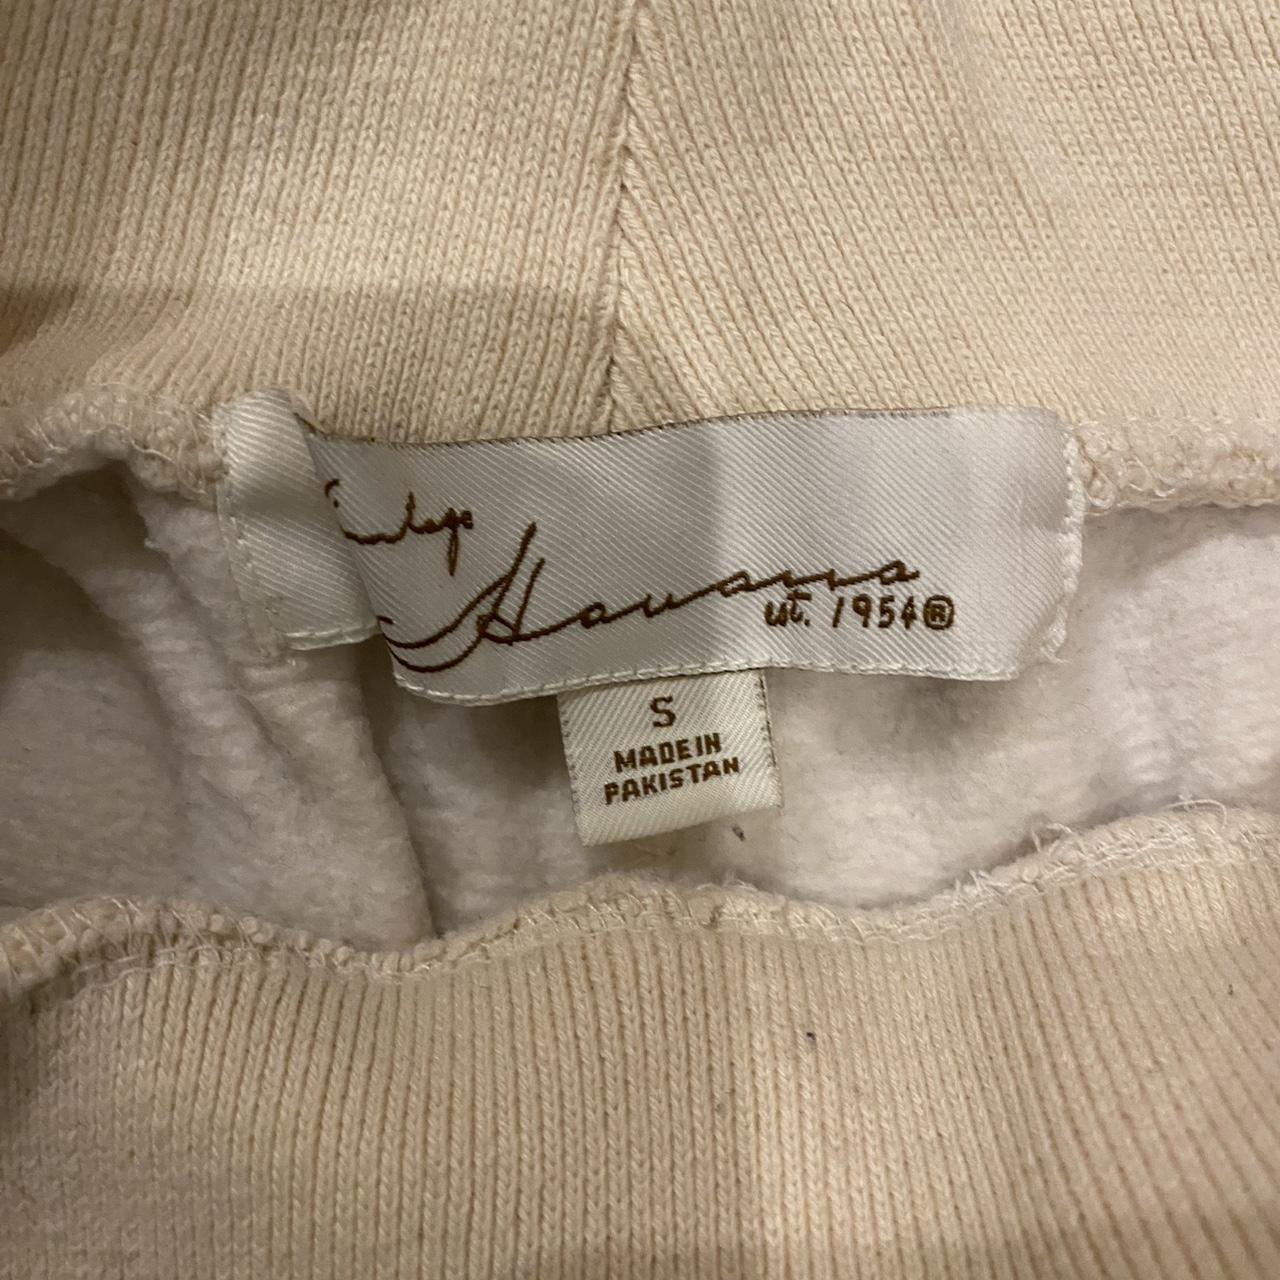 Havana
est. 1954®
S
MADE IN
PAKISTAN